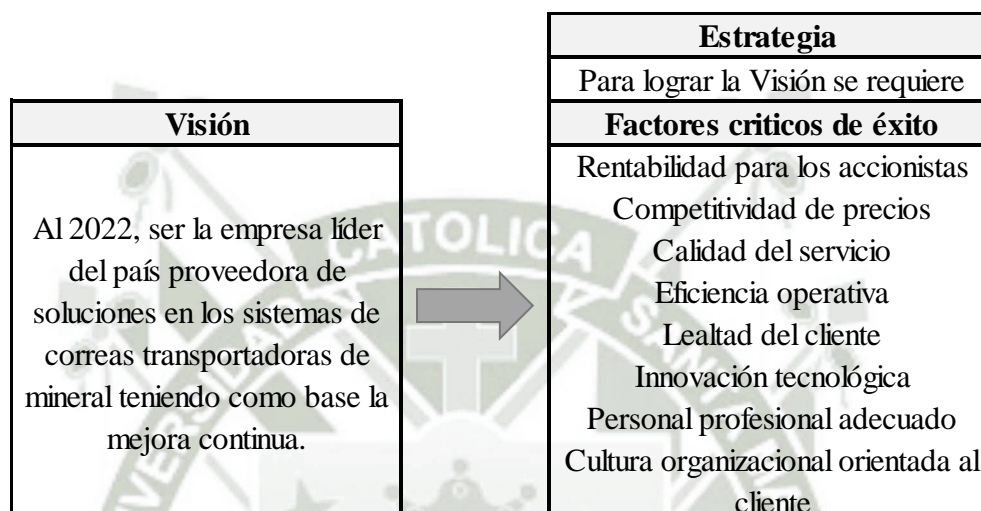 Visión
Al 2022, ser la empresa líder
del país proveedora de
soluciones en los sistemas de
correas transportadoras de
mineral teniendo como base la
mejora continua.
Estrategia
Para lograr la Visión se requiere
Factores criticos de éxito
Rentabilidad para los accionistas
Competitividad de precios
Calidad del servicio
Eficiencia operativa
Lealtad del cliente
Innovación tecnológica
Personal profesional adecuado
Cultura organizacional orientada al
cliente
CATOLICA